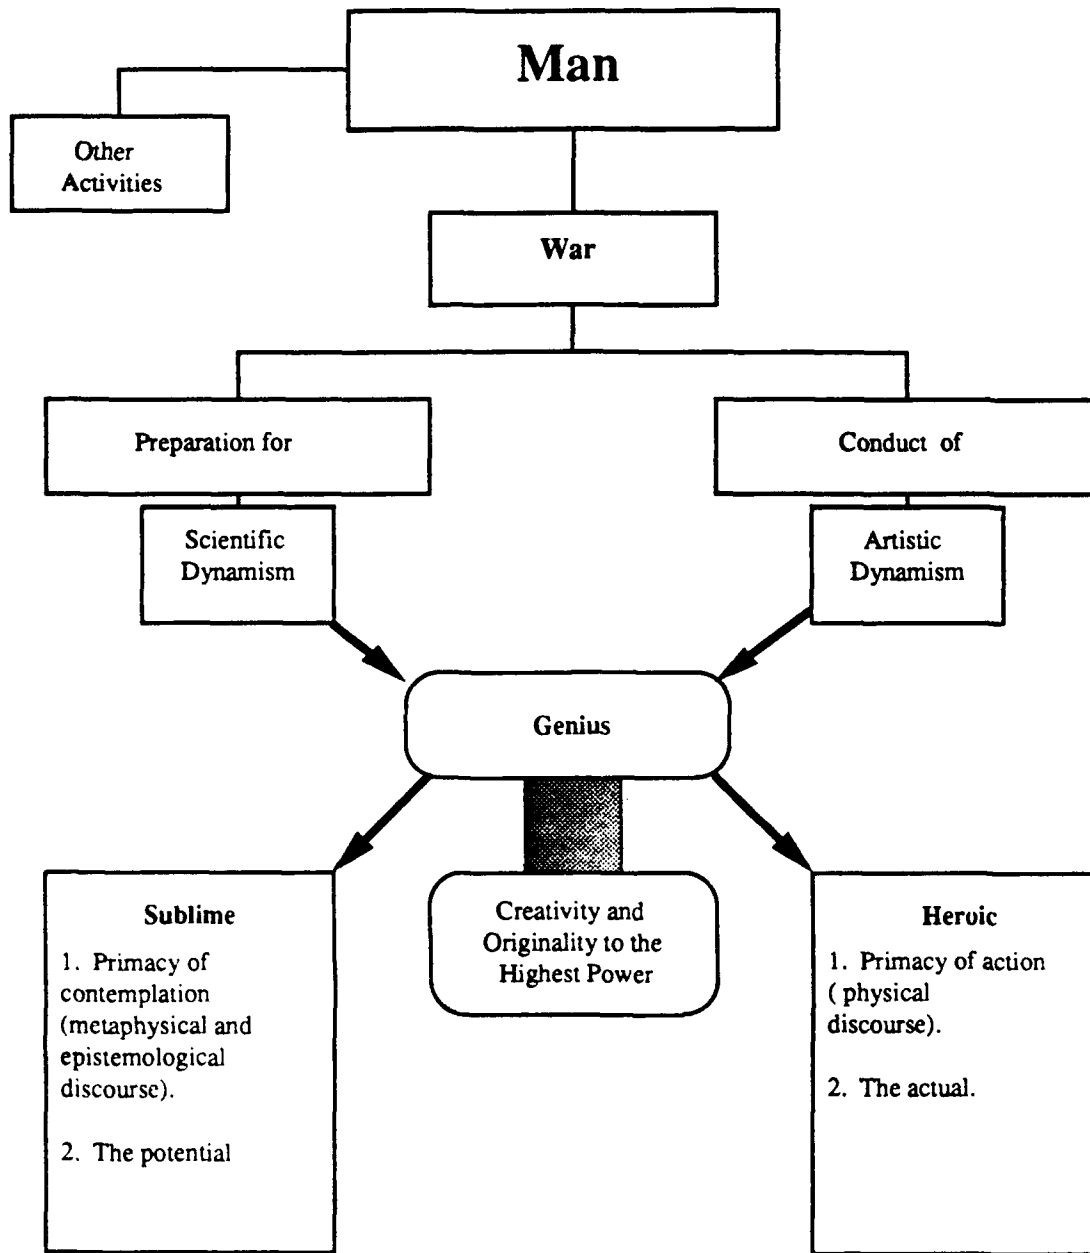 Man
Other
Activities
War
Preparation for
Conduct of
Scientific
Dynamism
Artistic
Dynamism
Genius
Sublime
1. Primacy of
contemplation
(metaphysical and
epistemological
discourse).
2. The potential
Creativity and
Originality to the
Highest Power
Heroic
1. Primacy of action
( physical
discourse).
2. The actual.